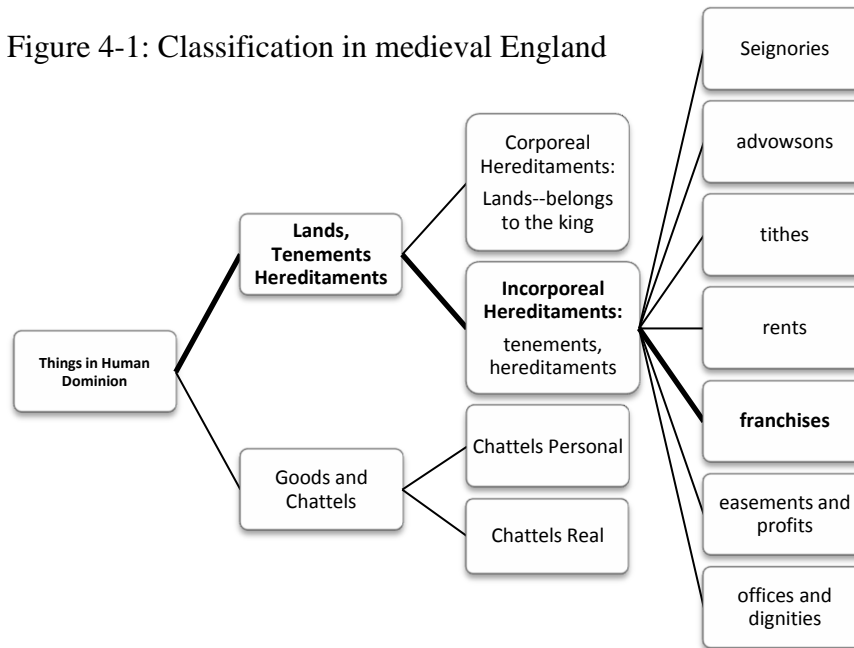 Figure 4-1: Classification in medieval England
Things in Human
Dominion
Lands,
Tenements
Hereditaments
Goods and
Chattels
Corporeal
Hereditaments:
Lands--belongs
to the king
Incorporeal
Hereditaments:
tenements,
hereditaments
Chattels Personal
Chattels Real
Seignories
advowsons
tithes
rents
franchises
easements and
profits
offices and
dignities